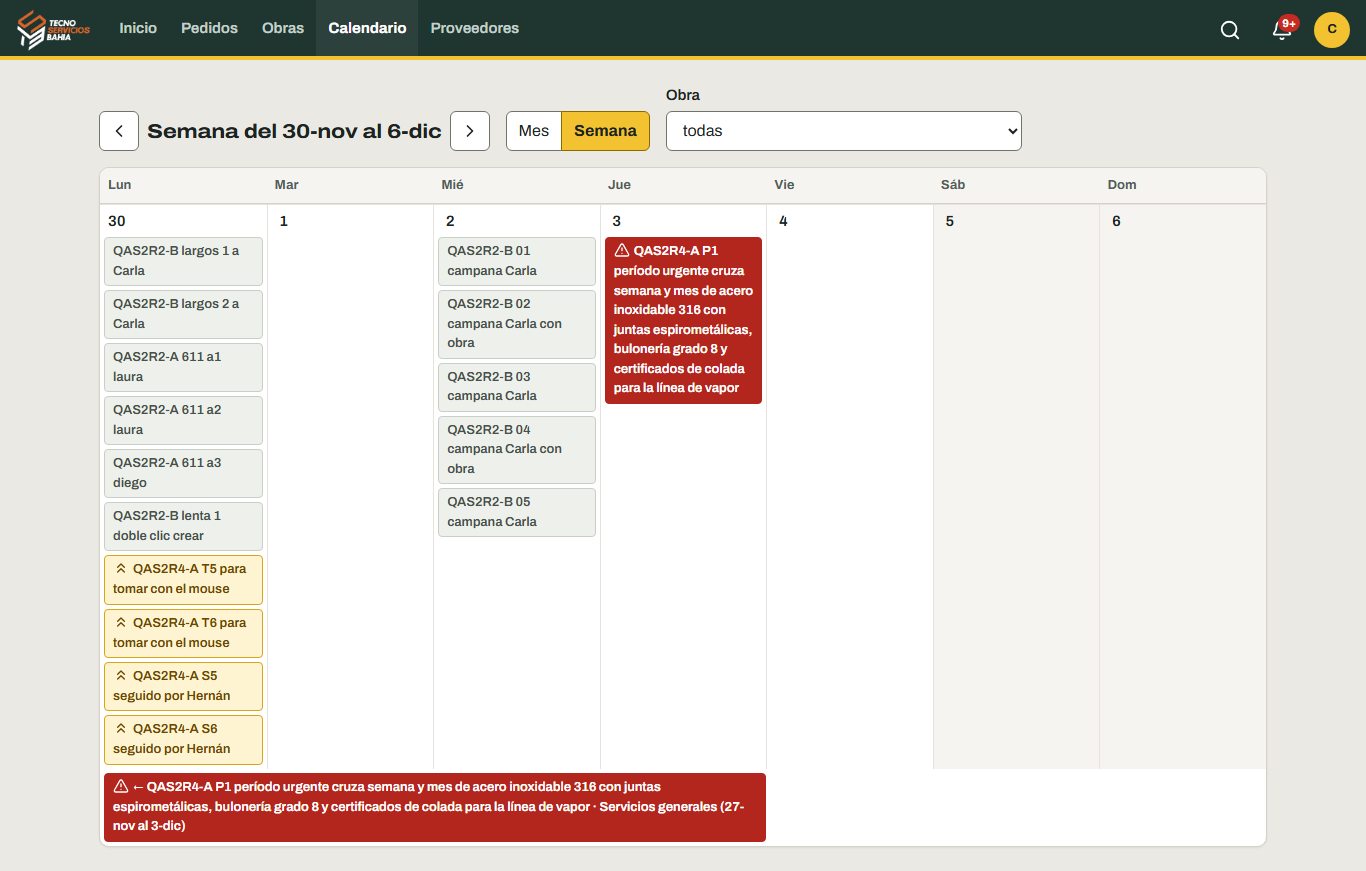 TECNO
SERVICIOS
BAHIA
Inicio
Pedidos
Obras
Calendario
Proveedores
9+
C
Obra
Semana del 30-nov al 6-dic
Mes
Semana
todas
Lun
Mar
Mié
Jue
Vie
Sáb
Dom
30
QAS2R2-B largos 1 a
Carla
QAS2R2-B largos 2 a
Carla
QAS2R2-A 611 a1
laura
QAS2R2-A 611 a2
laura
QAS2R2-A 611 a3
diego
QAS2R2-B lenta 1
doble clic crear
QAS2R4-A T5 para
tomar con el mouse
QAS2R4-A T6 para
tomar con el mouse
QAS2R4-A S5
seguido por Hernán
QAS2R4-A S6
seguido por Hernán
1
2
QAS2R2-B 01
campana Carla
QAS2R2-B 02
campana Carla con
obra
QAS2R2-B 03
campana Carla
QAS2R2-B 04
campana Carla con
obra
QAS2R2-B 05
campana Carla
3
QAS2R4-A P1
período urgente cruza
semana y mes de acero
inoxidable 316 con
juntas espirometálicas,
bulonería grado 8 y
certificados de colada
para la línea de vapor
4
5
6
← QAS2R4-A P1 período urgente cruza semana y mes de acero inoxidable 316 con juntas
espirometálicas, bulonería grado 8 y certificados de colada para la línea de vapor · Servicios generales (27-
nov al 3-dic)